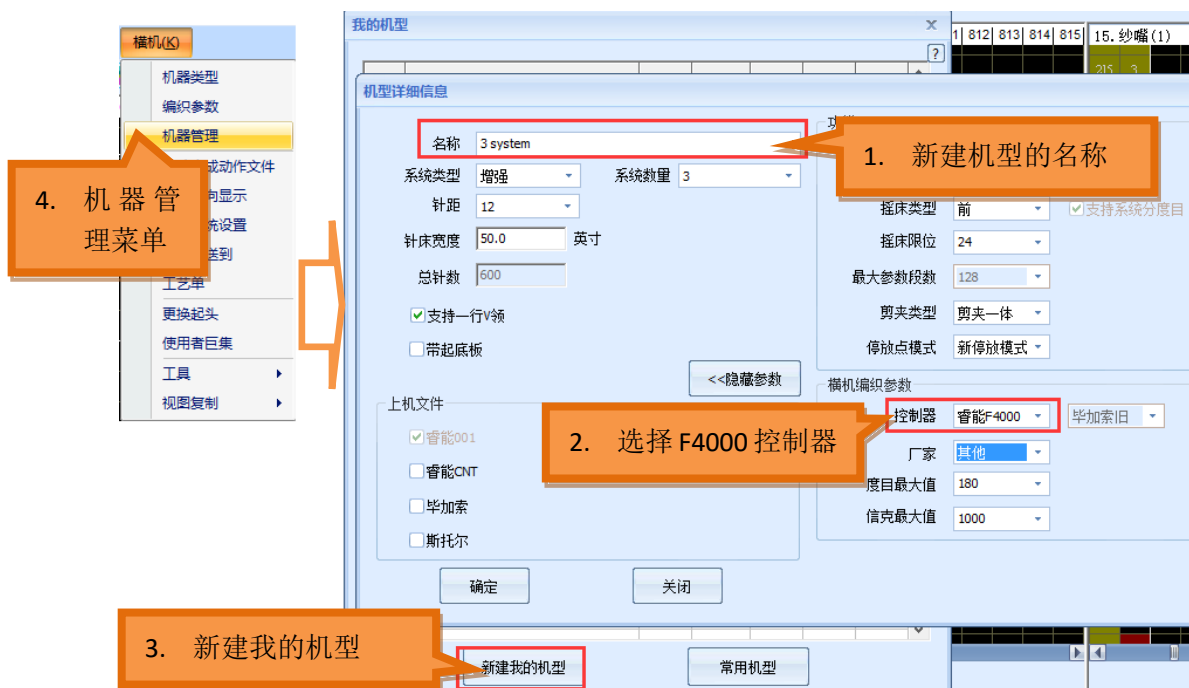 横机(K)
机器类型
编织参数
机器管理
成动作文件
向显示
统设置
送到
工艺单
更换起头
使用者巨集
工具
视图复制
4. 机器管
理菜单
我的机型
?
1| 812| 813| 814| 815|
15.纱嘴(1)
215 3
机型详细信息
名称 3 system
系统类型 增强
系统数量 3
针距 12
针床宽度 50.0 英寸
总针数 600
支持一行V领
带起底板
<<隐藏参数
上机文件
睿能001
睿能CNT
毕加索
斯托尔
确定
关闭
1. 新建机型的名称
摇床类型 前
支持系统分度目
摇床限位 24
最大参数段数 128
剪夹类型 剪夹一体
停放点模式 新停放模式
横机编织参数
控制器 睿能F4000 毕加索旧
厂家 其他
度目最大值 180
信克最大值 1000
2. 选择 F4000 控制器
3. 新建我的机型
新建我的机型
常用机型